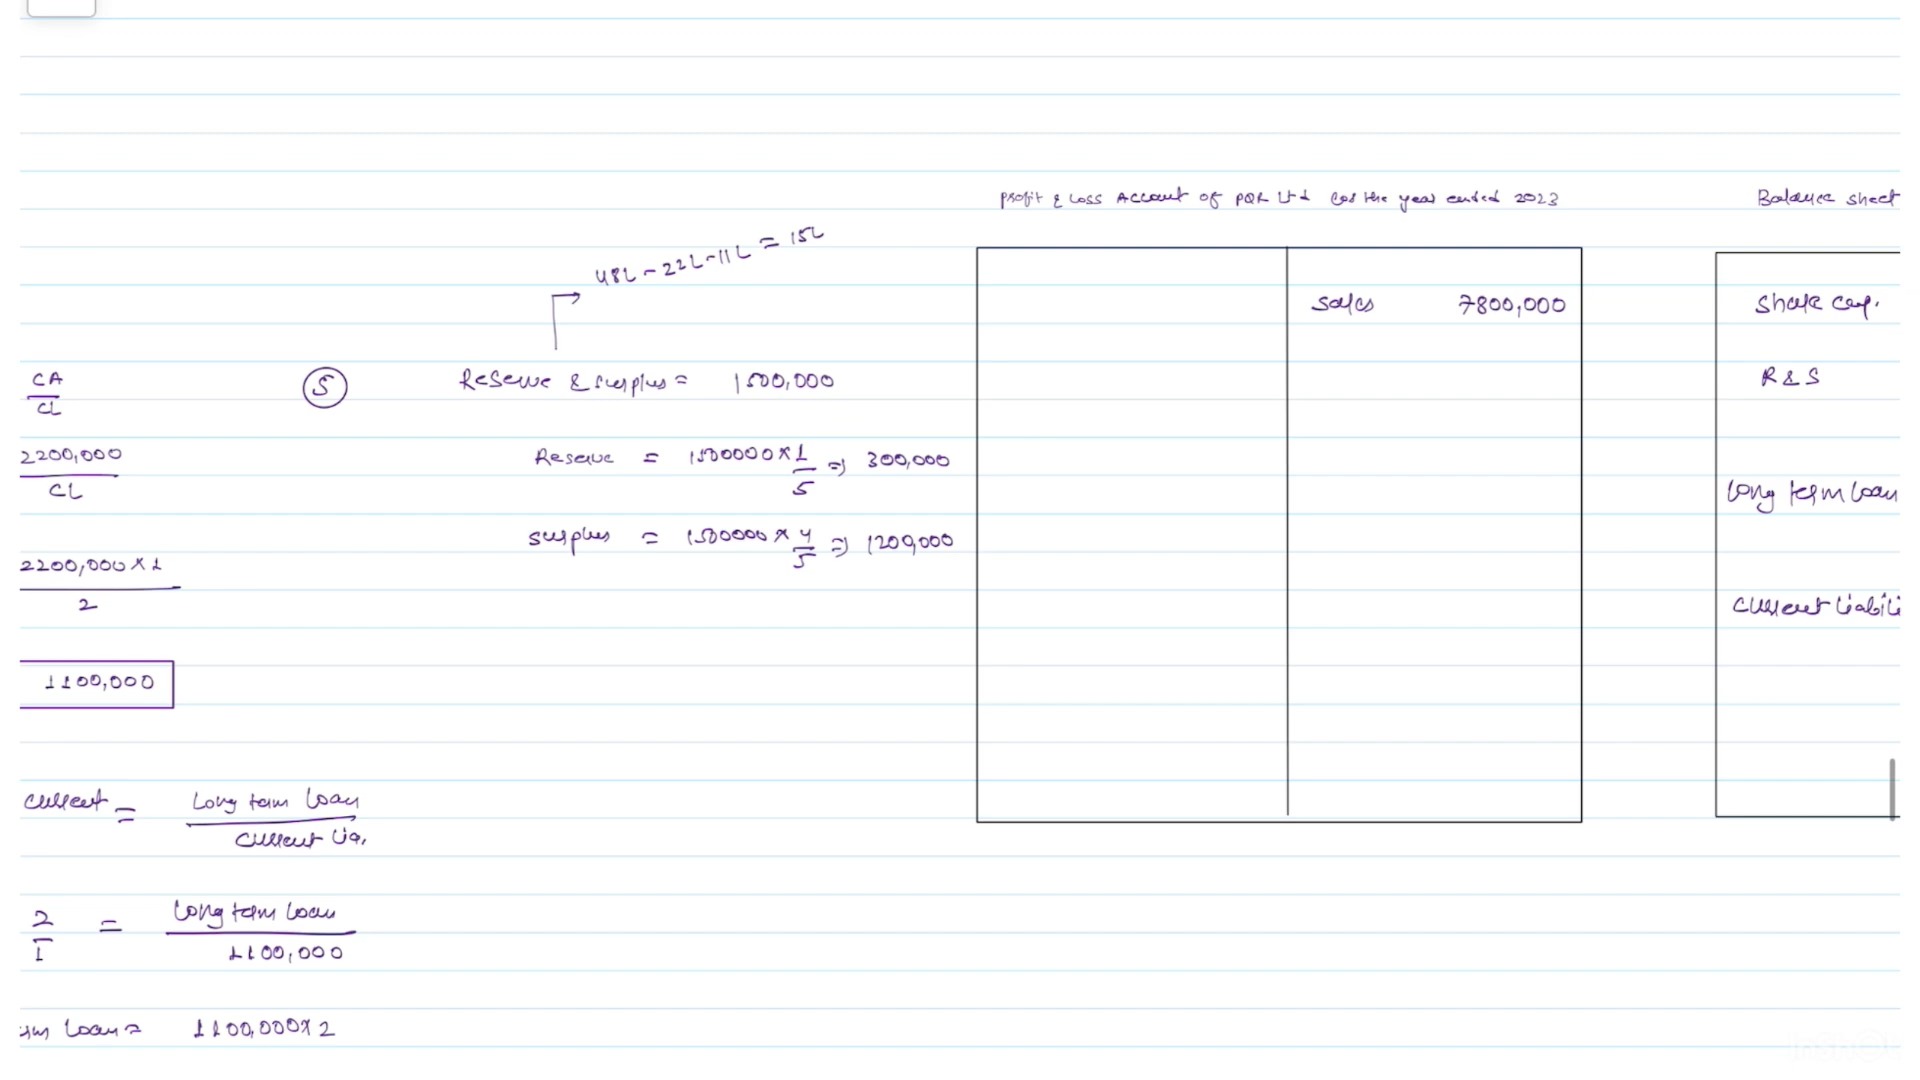 Profit & Loss Account of PQR Ltd for the year ended 2023
Balance sheet
48L - 22L - 11L = 15L
Sales 7800,000
Share cap.
CA
CL
5
Reserve & surplus = 1500,000
R & S
2200,000
CL
Reserve = 1500000 × 1 ⇒ 300,000
5
Long term loan
surplus = 1500000 × 4 ⇒ 1200,000
5
2200,000 × 1
2
Current Liabili
1100,000
Current = Long term loan
Current Lia.
2 = Long term loan
1 1100,000
Loan = 1100,000 × 2